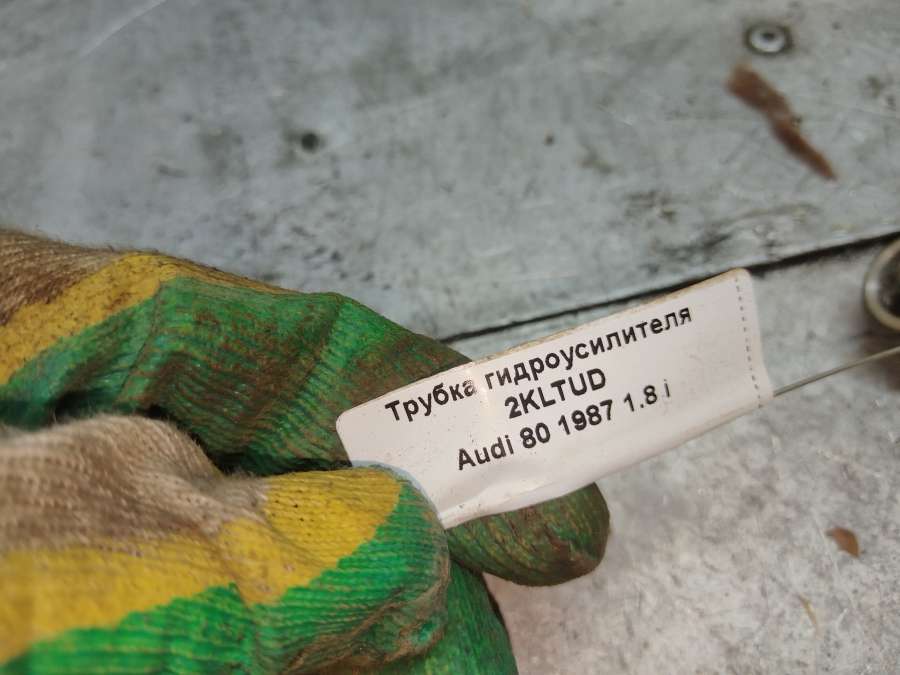 Трубка гидроусилителя
2KLTUD
Audi 80 1987 1.8 i